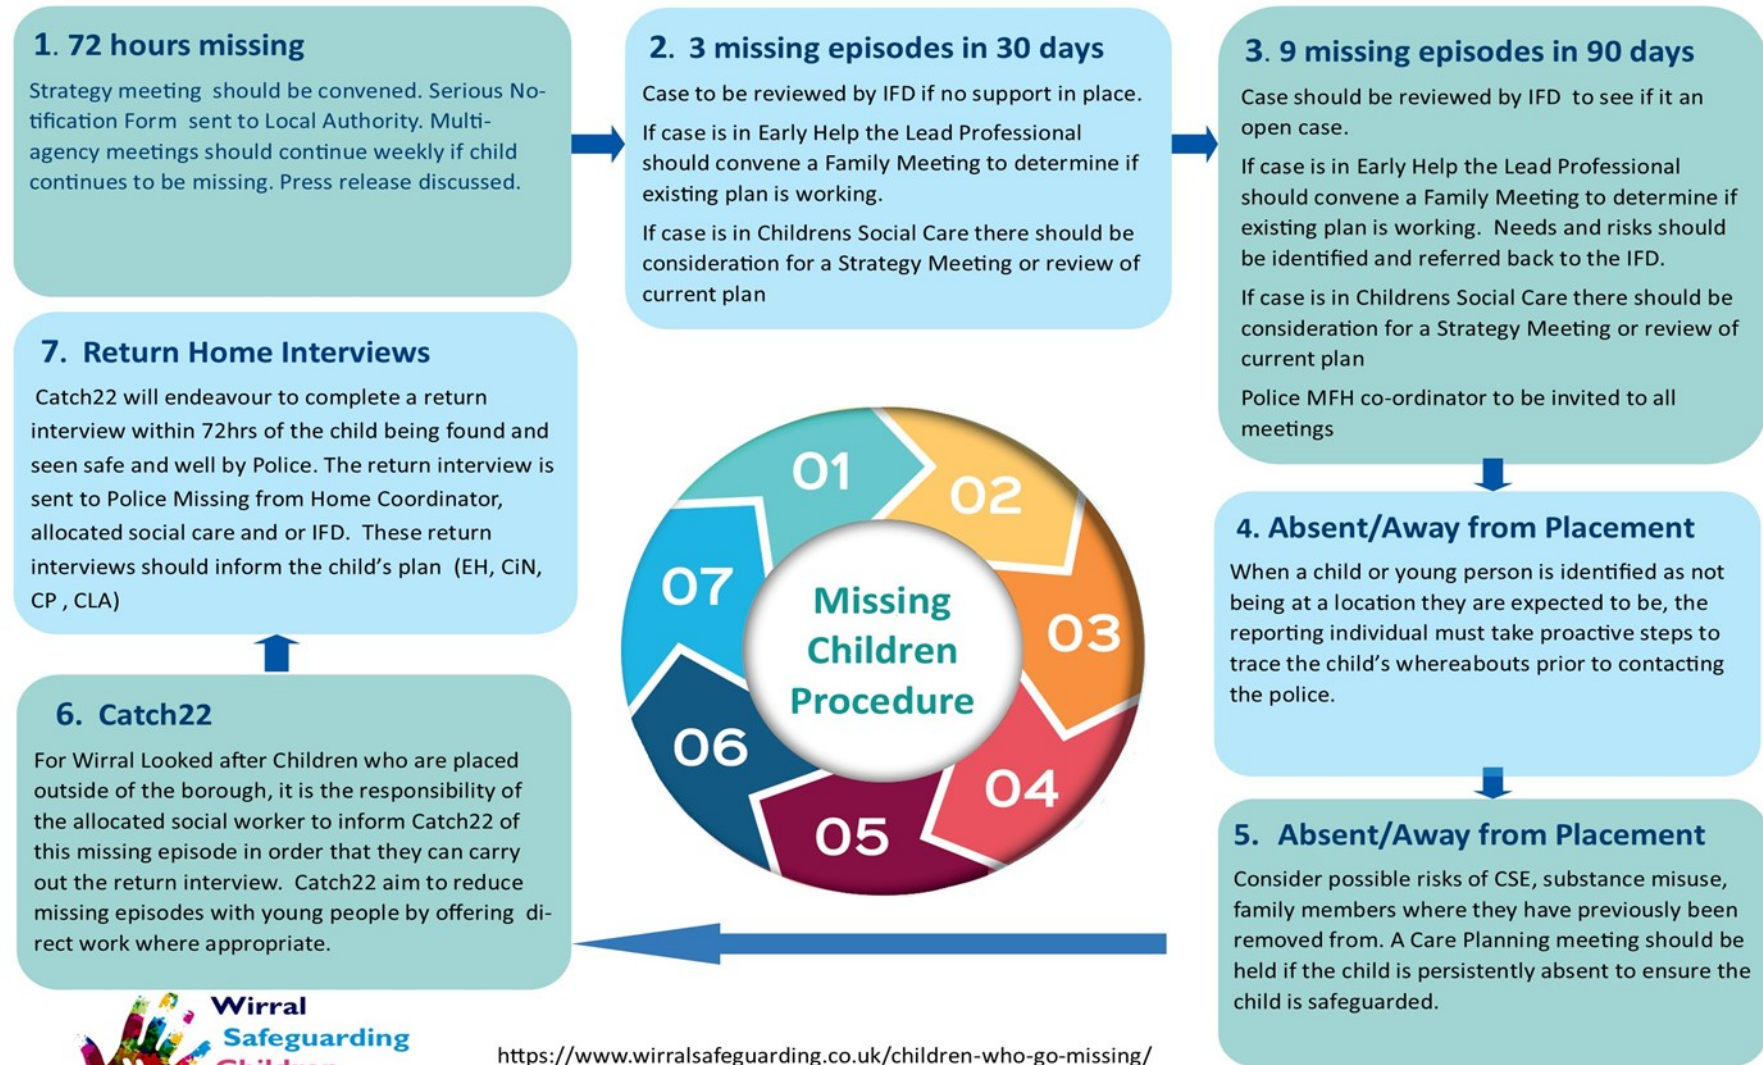 1. 72 hours missing
Strategy meeting should be convened. Serious No-
tification Form sent to Local Authority. Multi-
agency meetings should continue weekly if child
continues to be missing. Press release discussed.
2. 3 missing episodes in 30 days
Case to be reviewed by IFD if no support in place.
If case is in Early Help the Lead Professional
should convene a Family Meeting to determine if
existing plan is working.
If case is in Childrens Social Care there should be
consideration for a Strategy Meeting or review of
current plan
3. 9 missing episodes in 90 days
Case should be reviewed by IFD to see if it an
open case.
If case is in Early Help the Lead Professional
should convene a Family Meeting to determine if
existing plan is working. Needs and risks should
be identified and referred back to the IFD.
If case is in Childrens Social Care there should be
consideration for a Strategy Meeting or review of
current plan
Police MFH co-ordinator to be invited to all
meetings
4. Absent/Away from Placement
When a child or young person is identified as not
being at a location they are expected to be, the
reporting individual must take proactive steps to
trace the child's whereabouts prior to contacting
the police.
5. Absent/Away from Placement
Consider possible risks of CSE, substance misuse,
family members where they have previously been
removed from. A Care Planning meeting should be
held if the child is persistently absent to ensure the
child is safeguarded.
6. Catch22
For Wirral Looked after Children who are placed
outside of the borough, it is the responsibility of
the allocated social worker to inform Catch22 of
this missing episode in order that they can carry
out the return interview. Catch22 aim to reduce
missing episodes with young people by offering di-
rect work where appropriate.
7. Return Home Interviews
Catch22 will endeavour to complete a return
interview within 72hrs of the child being found and
seen safe and well by Police. The return interview is
sent to Police Missing from Home Coordinator,
allocated social care and or IFD. These return
interviews should inform the child's plan (EH, CiN,
CP , CLA)
01
02
03
04
05
06
07
Missing
Children
Procedure
Wirral
Safeguarding
Children
https://www.wirralsafeguarding.co.uk/children-who-go-missing/